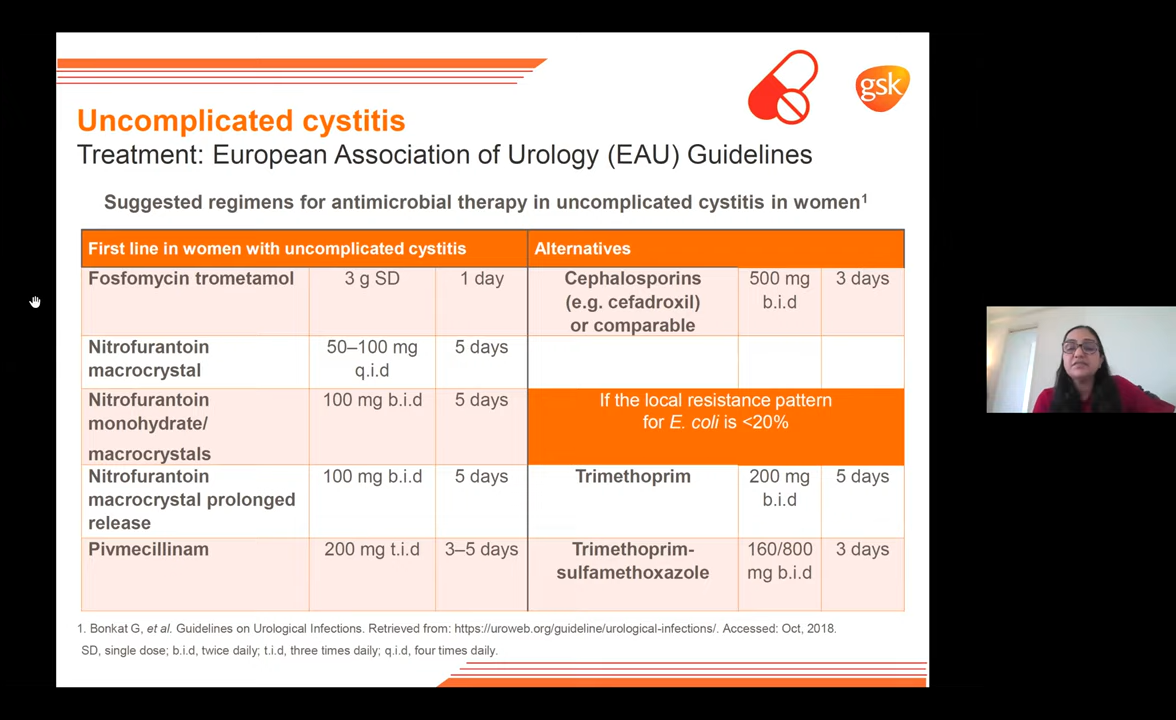 gsk
Uncomplicated cystitis
Treatment: European Association of Urology (EAU) Guidelines
Suggested regimens for antimicrobial therapy in uncomplicated cystitis in women1
First line in women with uncomplicated cystitis
Alternatives
Fosfomycin trometamol
3 g SD
1 day
Cephalosporins
(e.g. cefadroxil)
or comparable
500 mg
b.i.d
3 days
Nitrofurantoin
macrocrystal
50–100 mg
q.i.d
5 days
Nitrofurantoin
monohydrate/
macrocrystals
100 mg b.i.d
5 days
If the local resistance pattern
for E. coli is <20%
Nitrofurantoin
macrocrystal prolonged
release
100 mg b.i.d
5 days
Trimethoprim
200 mg
b.i.d
5 days
Pivmecillinam
200 mg t.i.d
3–5 days
Trimethoprim-
sulfamethoxazole
160/800
mg b.i.d
3 days
1. Bonkat G, et al. Guidelines on Urological Infections. Retrieved from: https://uroweb.org/guideline/urological-infections/. Accessed: Oct, 2018.
SD, single dose; b.i.d, twice daily; t.i.d, three times daily; q.i.d, four times daily.